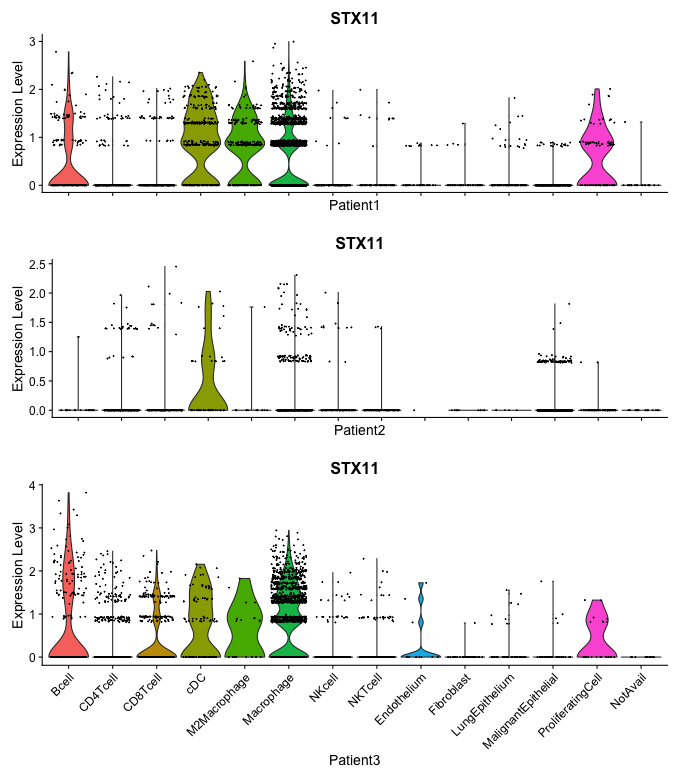 STX11
Expression Level
3
2
1
0
Patient1
STX11
Expression Level
2.5
2.0
1.5
1.0
0.5
0.0
Patient2
STX11
Expression Level
4
3
2
1
0
Bcell
CD4Tcell
CD8Tcell
cDC
M2Macrophage
Macrophage
NKcell
NKTcell
Endothelium
Fibroblast
LungEpithelium
MalignantEpithelial
ProliferatingCell
NotAvail
Patient3